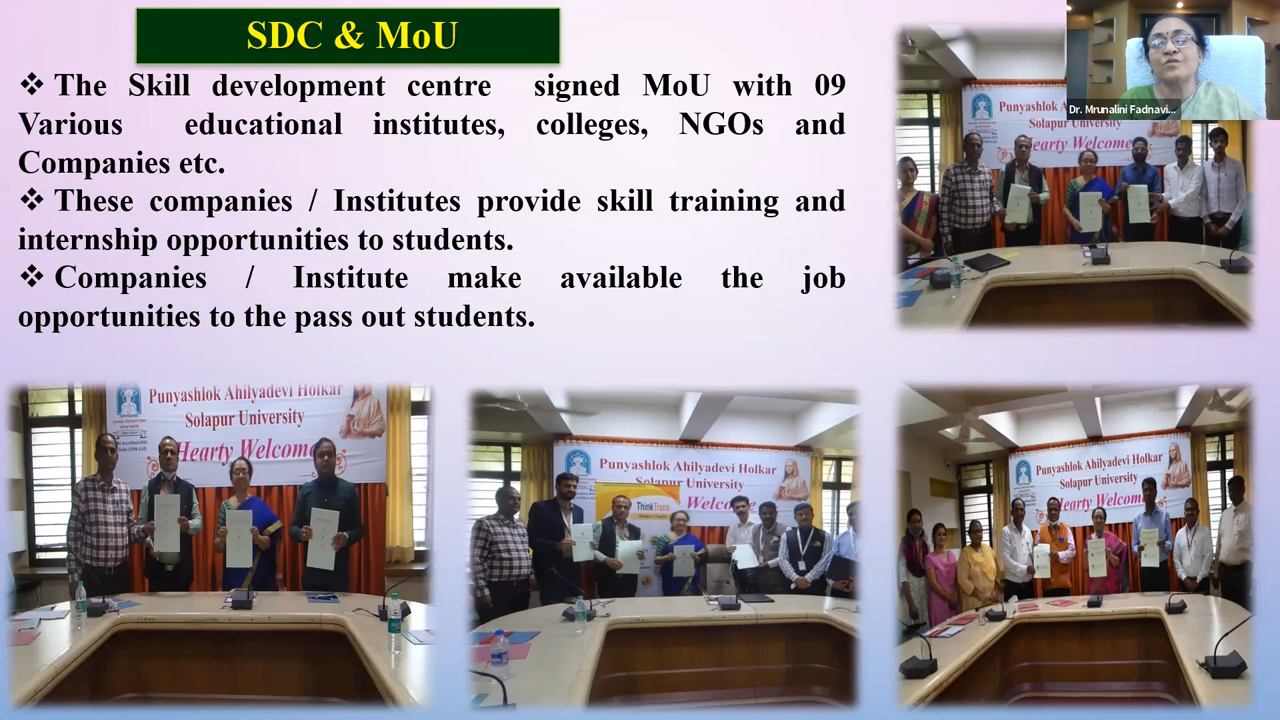 SDC & MoU
❖ The Skill development centre signed MoU with 09
Various educational institutes, colleges, NGOs and
Companies etc.
❖ These companies / Institutes provide skill training and
internship opportunities to students.
❖ Companies / Institute make available the job
opportunities to the pass out students.
Dr. Mrunalini Fadnavi...
Punyashlok A
Solapur University
Hearty Welcome
Punyashlok Ahilyadevi Holkar
Solapur University
Hearty Welcome
Punyashlok Ahilyadevi Holkar
Solapur University
Welcome
ThinkTrans
Punyashlok Ahilyadevi Holkar
Solapur University
Hearty Welcome